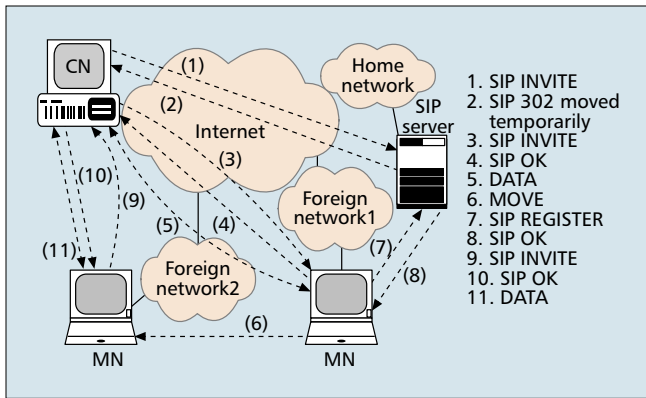 CN
(1)
(2)
Home
network
SIP
server
Internet
(3)
(10)
(9)
Foreign
network1
(5)
(4)
(7)
(11)
(8)
Foreign
network2
(6)
MN
MN
1. SIP INVITE
2. SIP 302 moved
temporarily
3. SIP INVITE
4. SIP OK
5. DATA
6. MOVE
7. SIP REGISTER
8. SIP OK
9. SIP INVITE
10. SIP OK
11. DATA